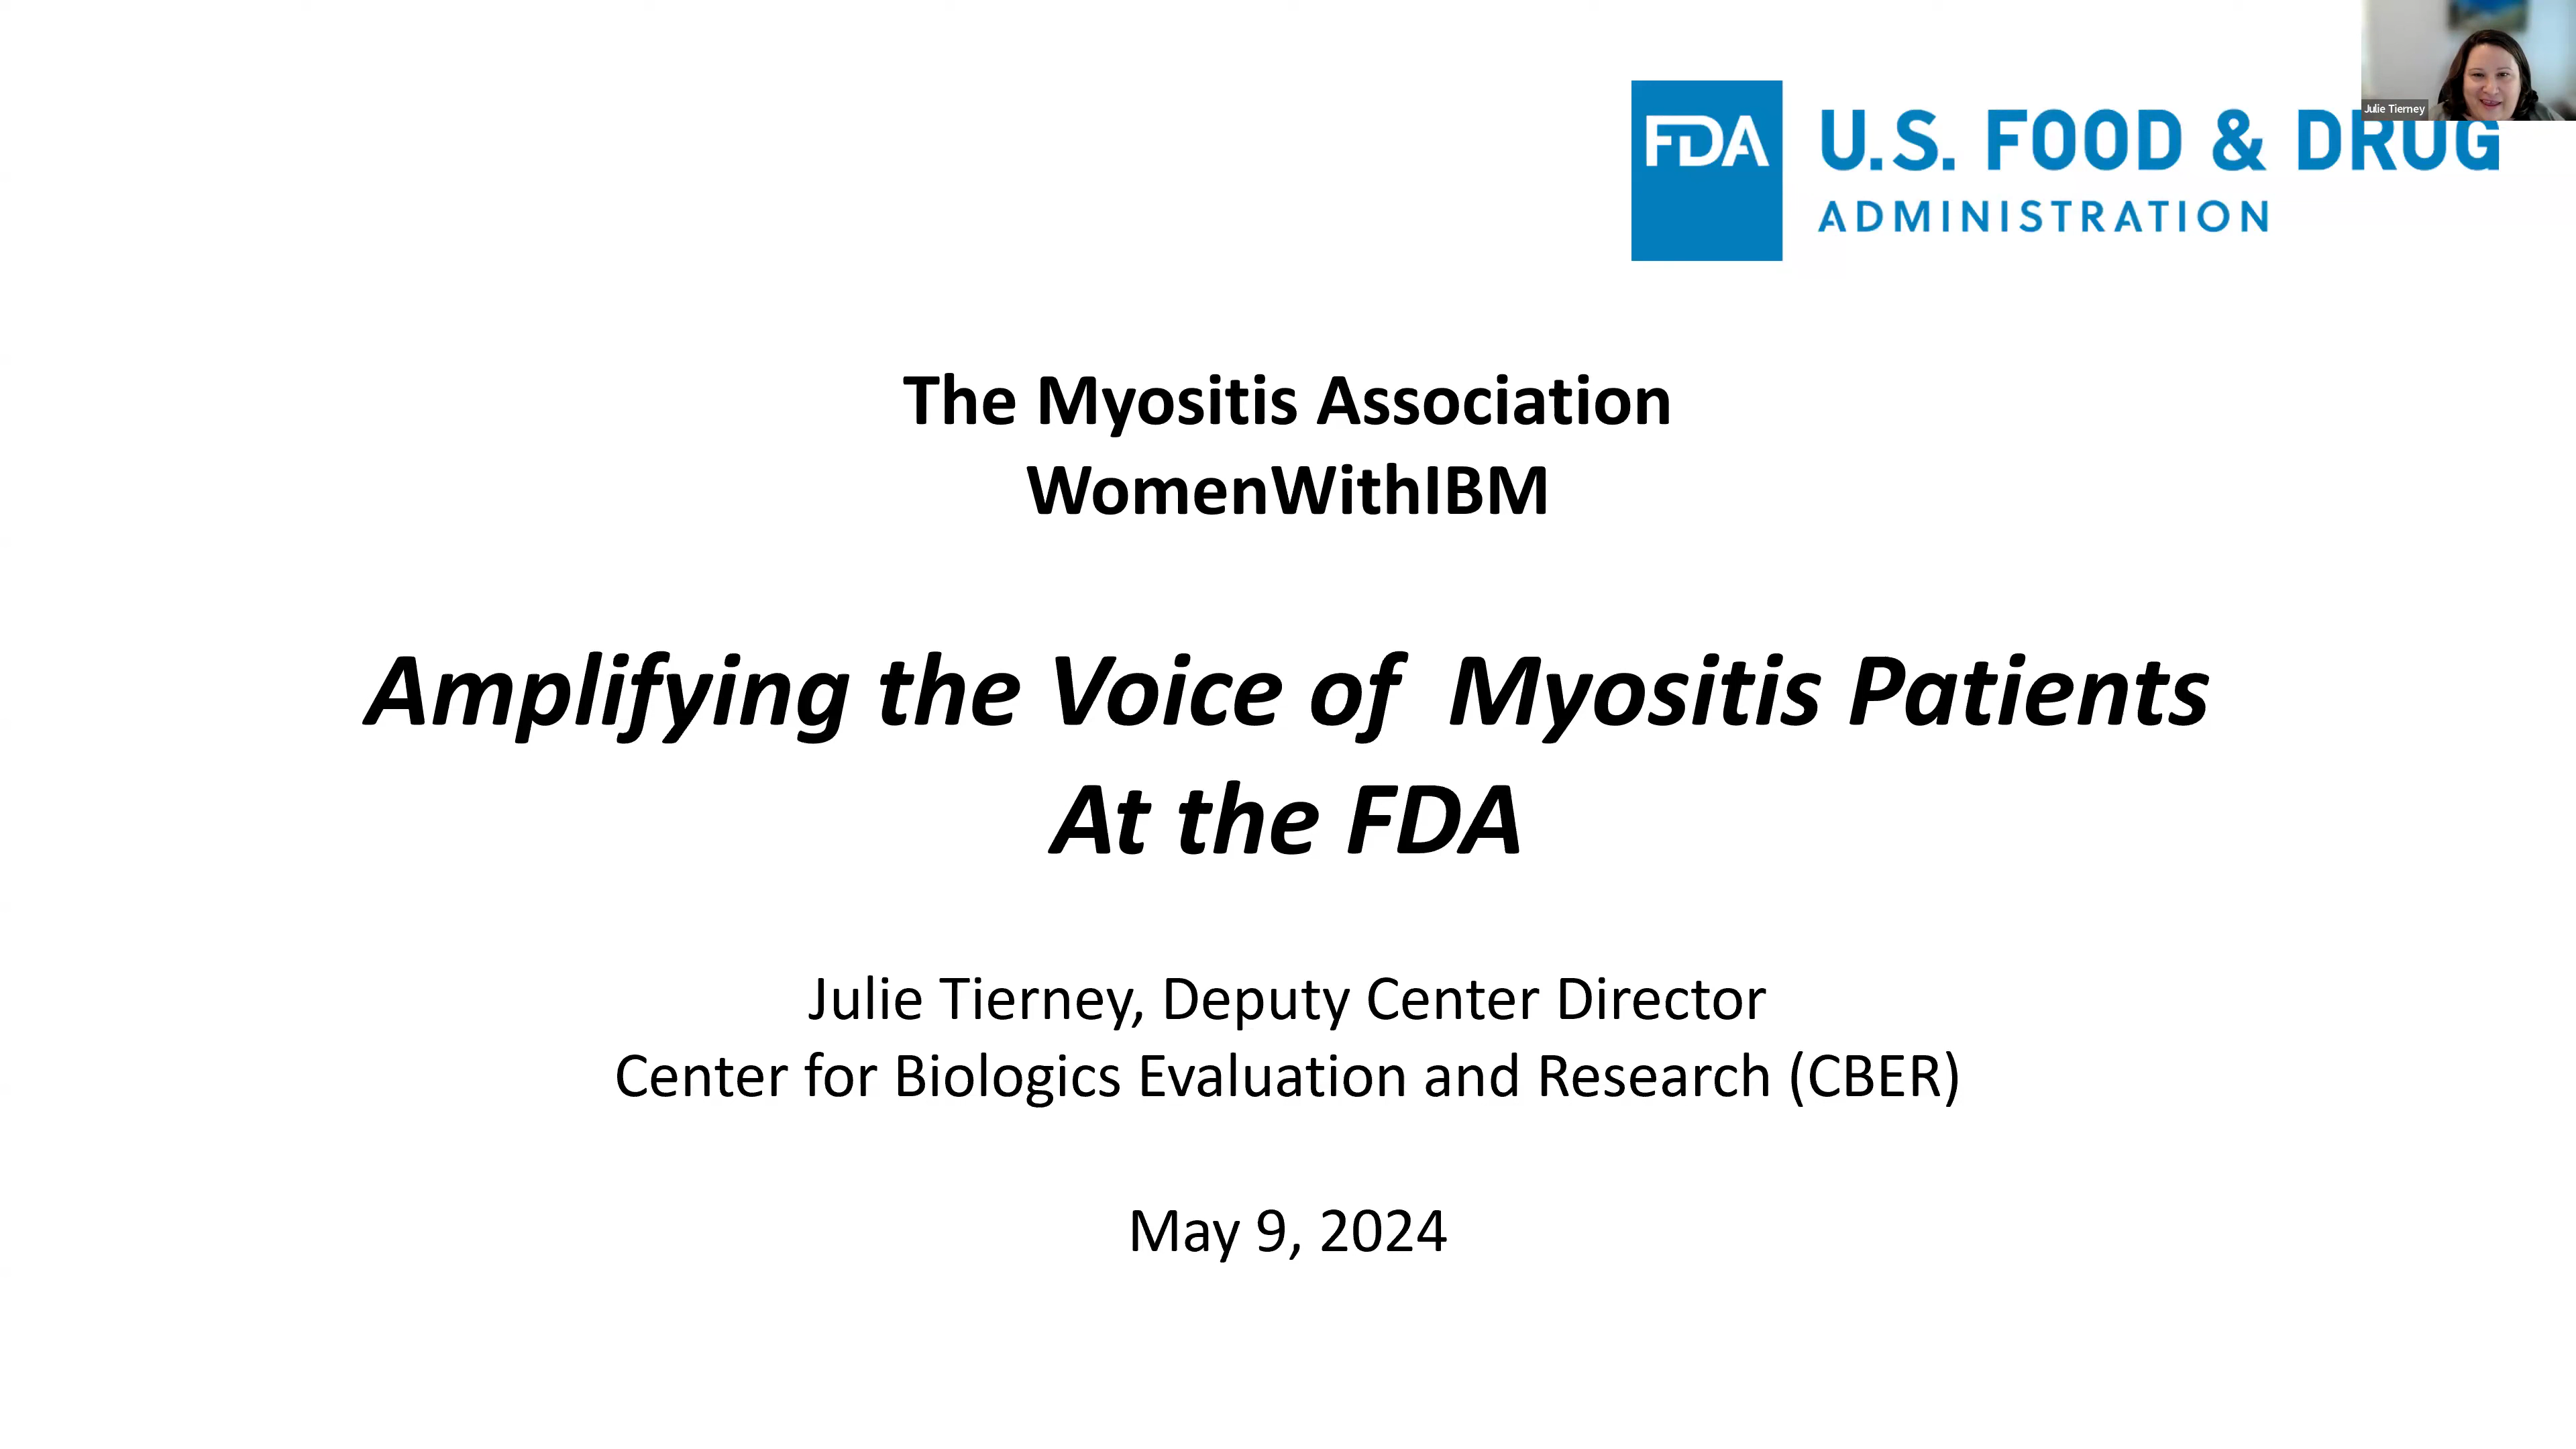 Julie Tierney
FDA
U.S. FOOD & DRUG
ADMINISTRATION
The Myositis Association
WomenWithIBM
Amplifying the Voice of  Myositis Patients
At the FDA
Julie Tierney, Deputy Center Director
Center for Biologics Evaluation and Research (CBER)
May 9, 2024